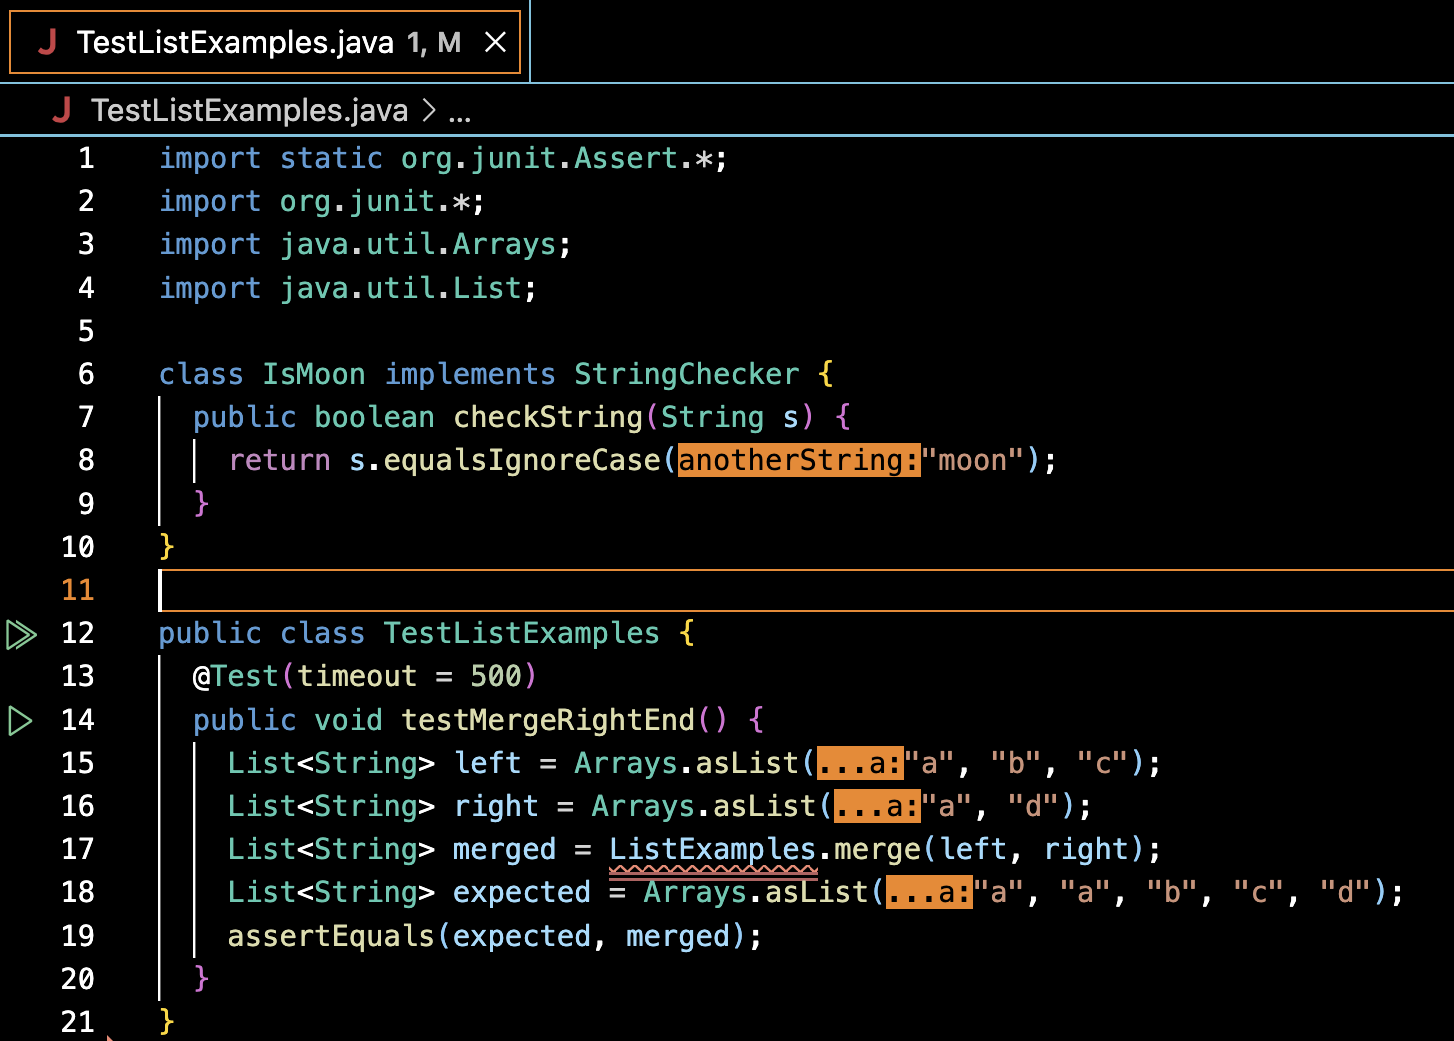 J TestListExamples.java 1, M ×
J TestListExamples.java > ...
1 import static org.junit.Assert.*;
2 import org.junit.*;
3 import java.util.Arrays;
4 import java.util.List;
5
6 class IsMoon implements StringChecker {
7 public boolean checkString(String s) {
8 return s.equalsIgnoreCase(anotherString:"moon");
9 }
10 }
11
12 public class TestListExamples {
13 @Test(timeout = 500)
14 public void testMergeRightEnd() {
15 List<String> left = Arrays.asList(...a:"a", "b", "c");
16 List<String> right = Arrays.asList(...a:"a", "d");
17 List<String> merged = ListExamples.merge(left, right);
18 List<String> expected = Arrays.asList(...a:"a", "a", "b", "c", "d");
19 assertEquals(expected, merged);
20 }
21 }